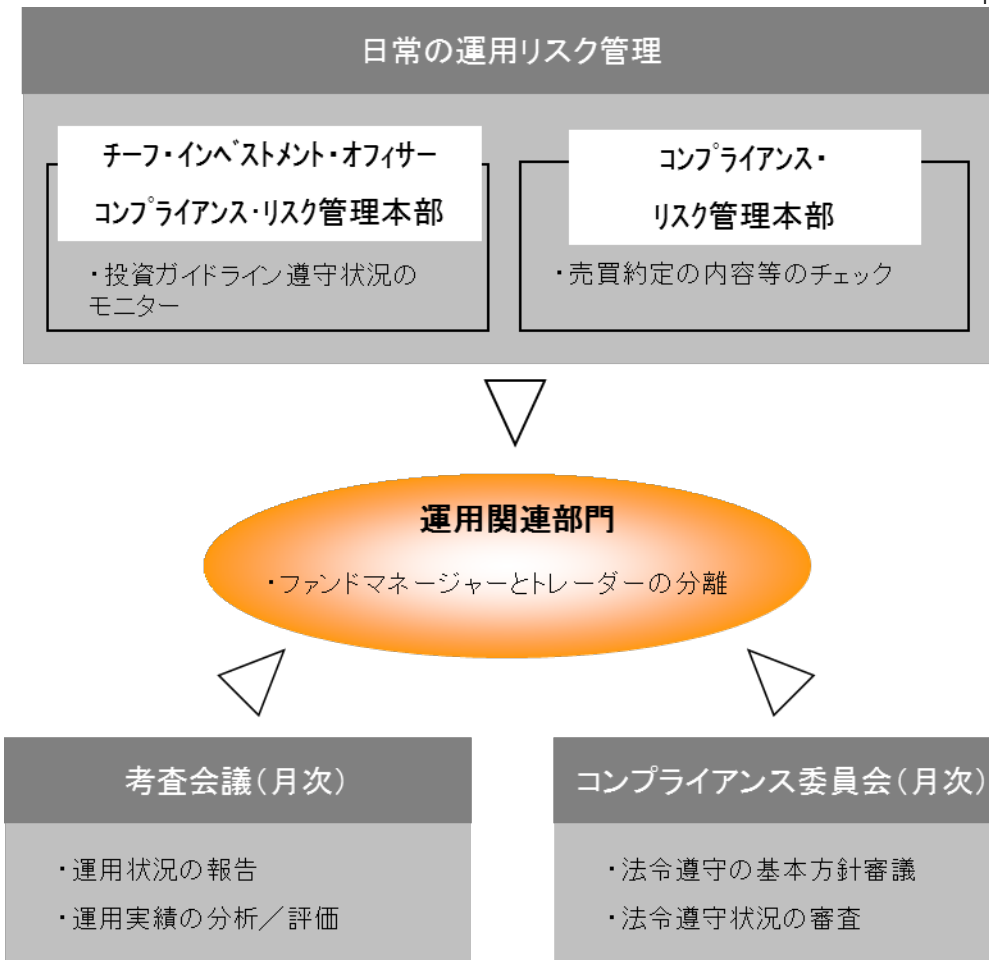 日常の運用リスク管理
チーフ・インベストメント・オフィサー
コンプライアンス・リスク管理本部
・投資ガイドライン遵守状況の
モニター
コンプライアンス・
リスク管理本部
・売買約定の内容等のチェック
運用関連部門
・ファンドマネージャーとトレーダーの分離
考査会議(月次)
・運用状況の報告
・運用実績の分析／評価
コンプライアンス委員会(月次)
・法令遵守の基本方針審議
・法令遵守状況の審査